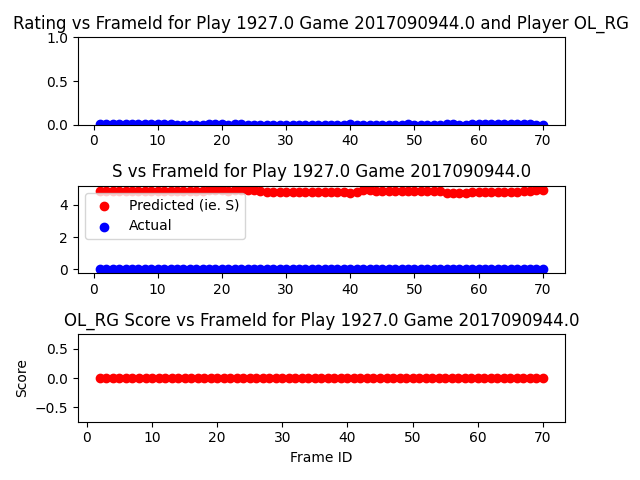 Rating vs FrameId for Play 1927.0 Game 2017090944.0 and Player OL_RG
1.0
0.5
0.0
0 10 20 30 40 50 60 70
S vs FrameId for Play 1927.0 Game 2017090944.0
4
2
0
Predicted (ie. S)
Actual
0 10 20 30 40 50 60 70
OL_RG Score vs FrameId for Play 1927.0 Game 2017090944.0
Score
0.5
0.0
−0.5
0 10 20 30 40 50 60 70
Frame ID